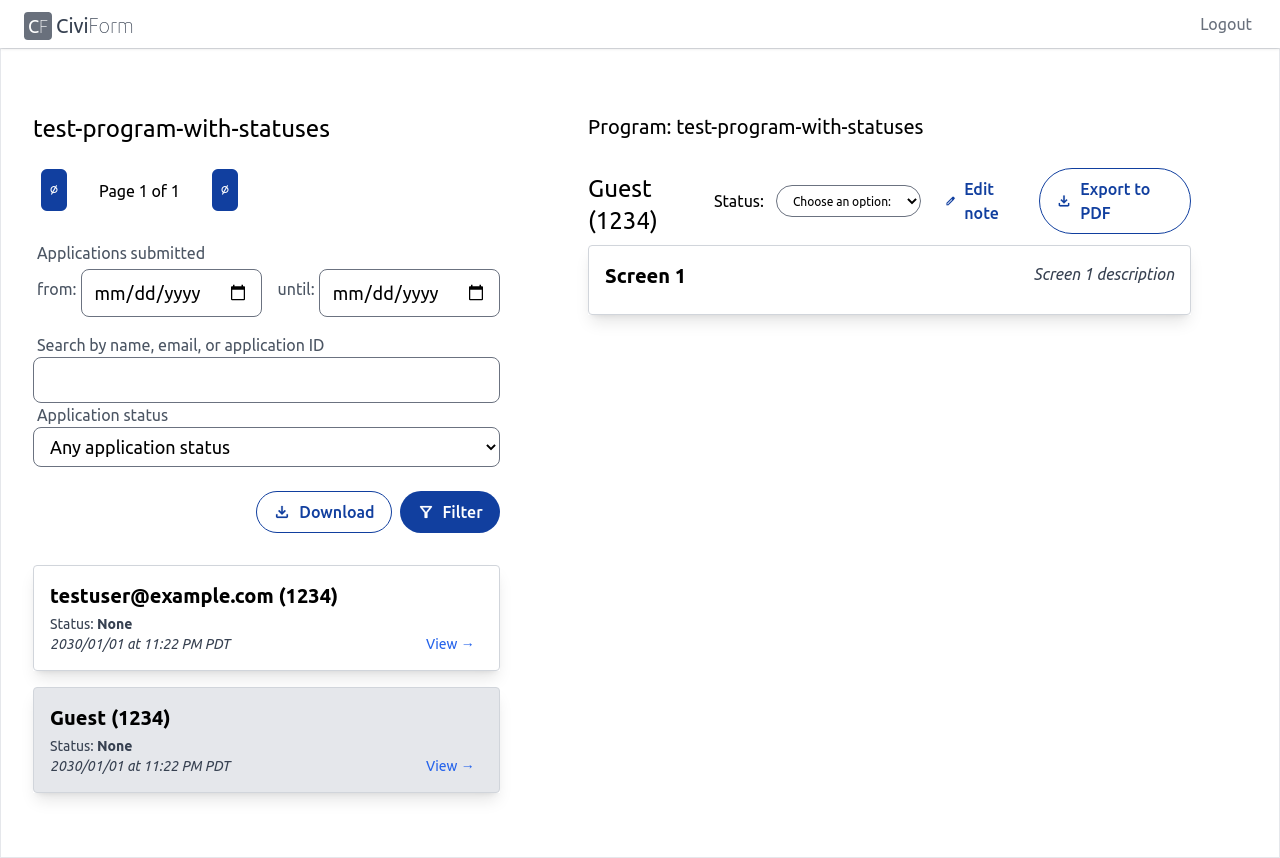 CF CiviForm
Logout
test-program-with-statuses
∅ Page 1 of 1 ∅
Applications submitted
from: mm/dd/yyyy until: mm/dd/yyyy
Search by name, email, or application ID
Application status
Any application status
Download Filter
testuser@example.com (1234)
Status: None
2030/01/01 at 11:22 PM PDT View →
Guest (1234)
Status: None
2030/01/01 at 11:22 PM PDT View →
Program: test-program-with-statuses
Guest
(1234)
Status: Choose an option:
Edit
note
Export to
PDF
Screen 1 Screen 1 description